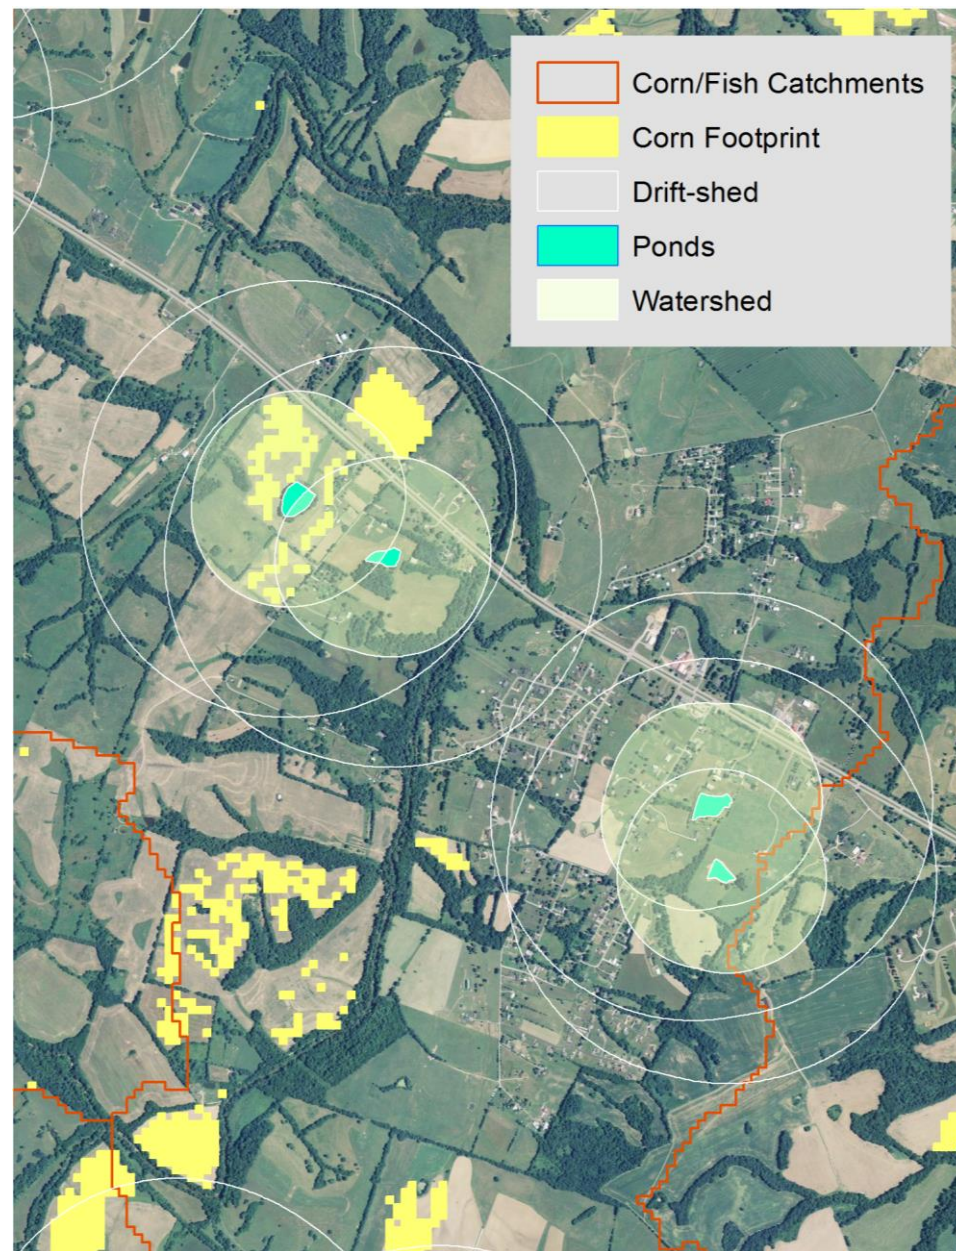 Corn/Fish Catchments
Corn Footprint
Drift-shed
Ponds
Watershed